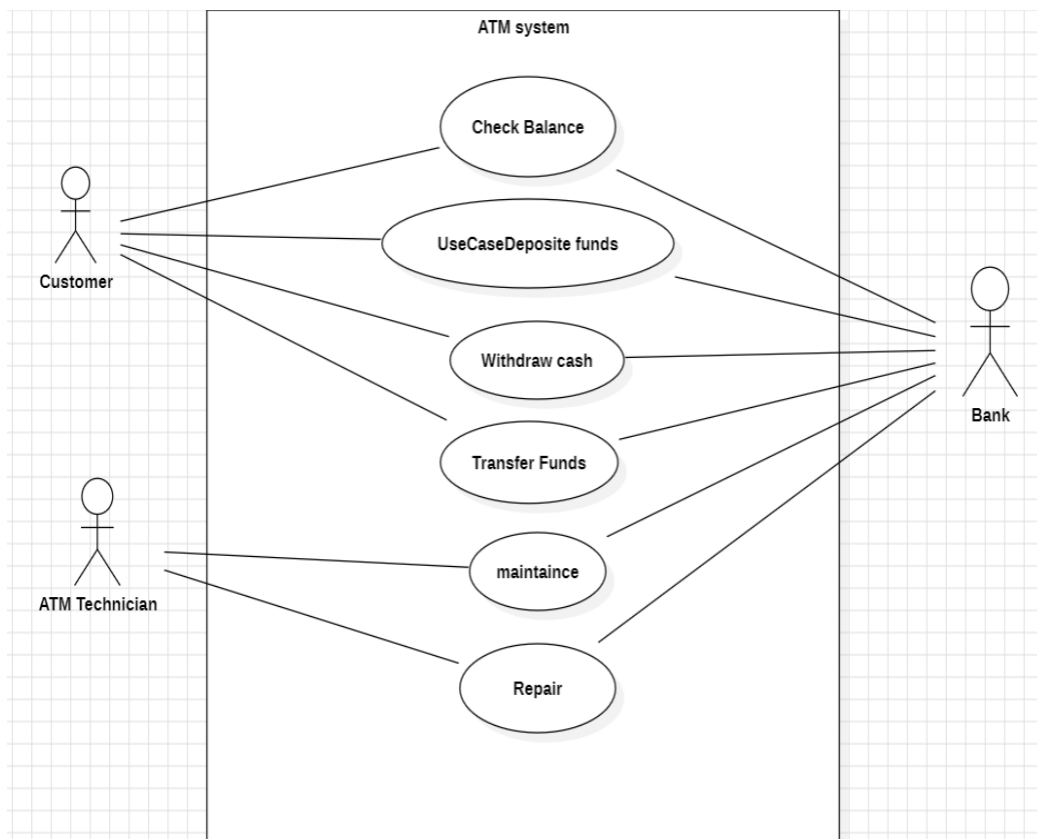 ATM system
Check Balance
UseCaseDeposite funds
Customer
Withdraw cash
Bank
Transfer Funds
maintaince
ATM Technician
Repair